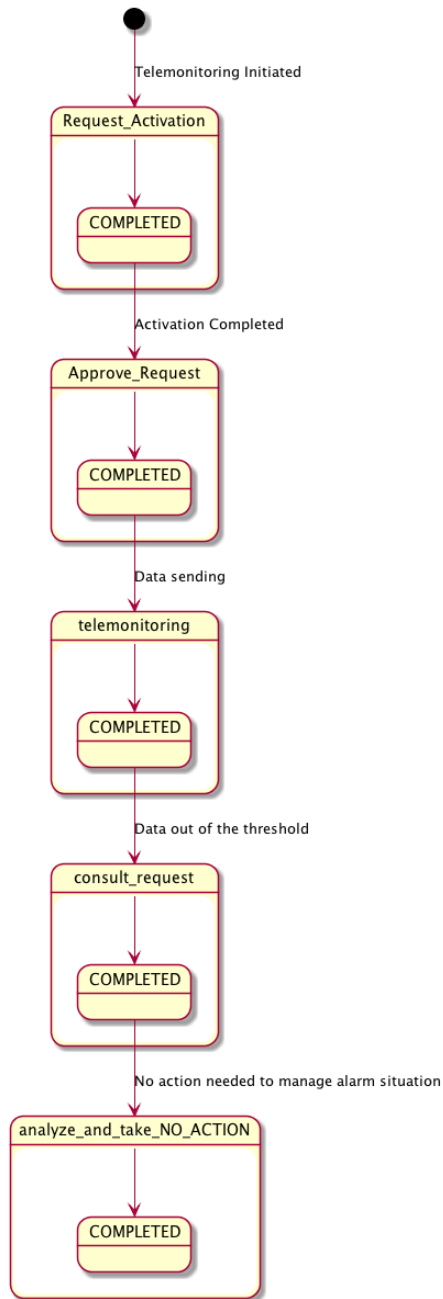 Telemonitoring Initiated
Request_Activation
COMPLETED
Activation Completed
Approve_Request
COMPLETED
Data sending
telemonitoring
COMPLETED
Data out of the threshold
consult_request
COMPLETED
No action needed to manage alarm situation
analyze_and_take_NO_ACTION
COMPLETED